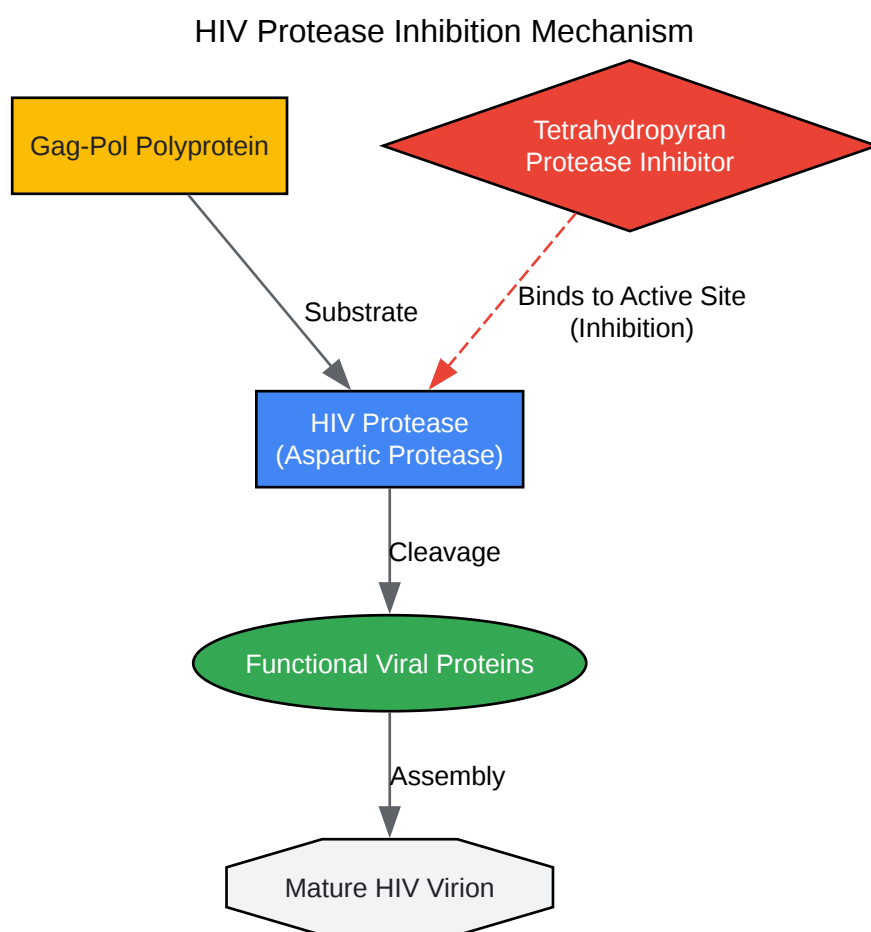 HIV Protease Inhibition Mechanism
Gag-Pol Polyprotein
Tetrahydropyran
Protease Inhibitor
Substrate
Binds to Active Site
(Inhibition)
HIV Protease
(Aspartic Protease)
Cleavage
Functional Viral Proteins
Assembly
Mature HIV Virion